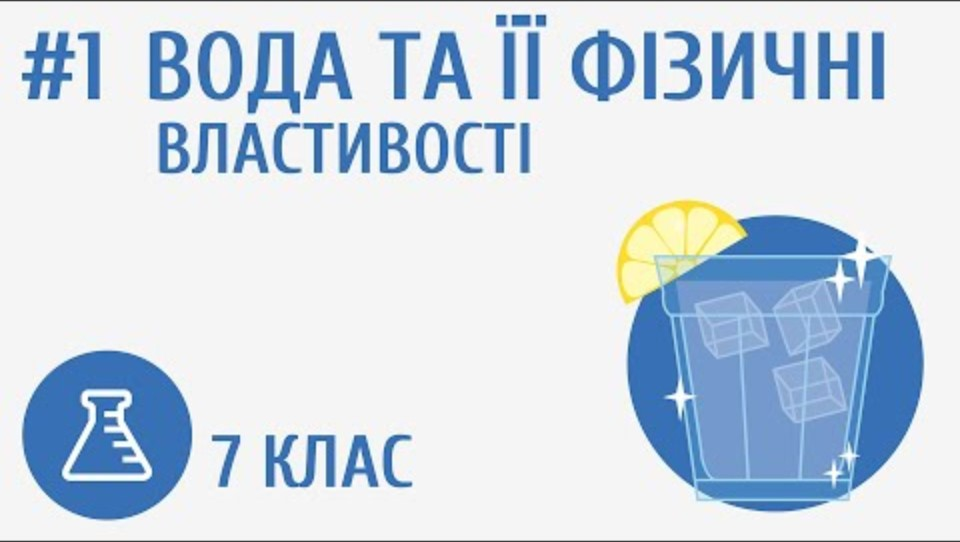 #1 ВОДА ТА ЇЇ ФІЗИЧНІ
ВЛАСТИВОСТІ
7 КЛАС